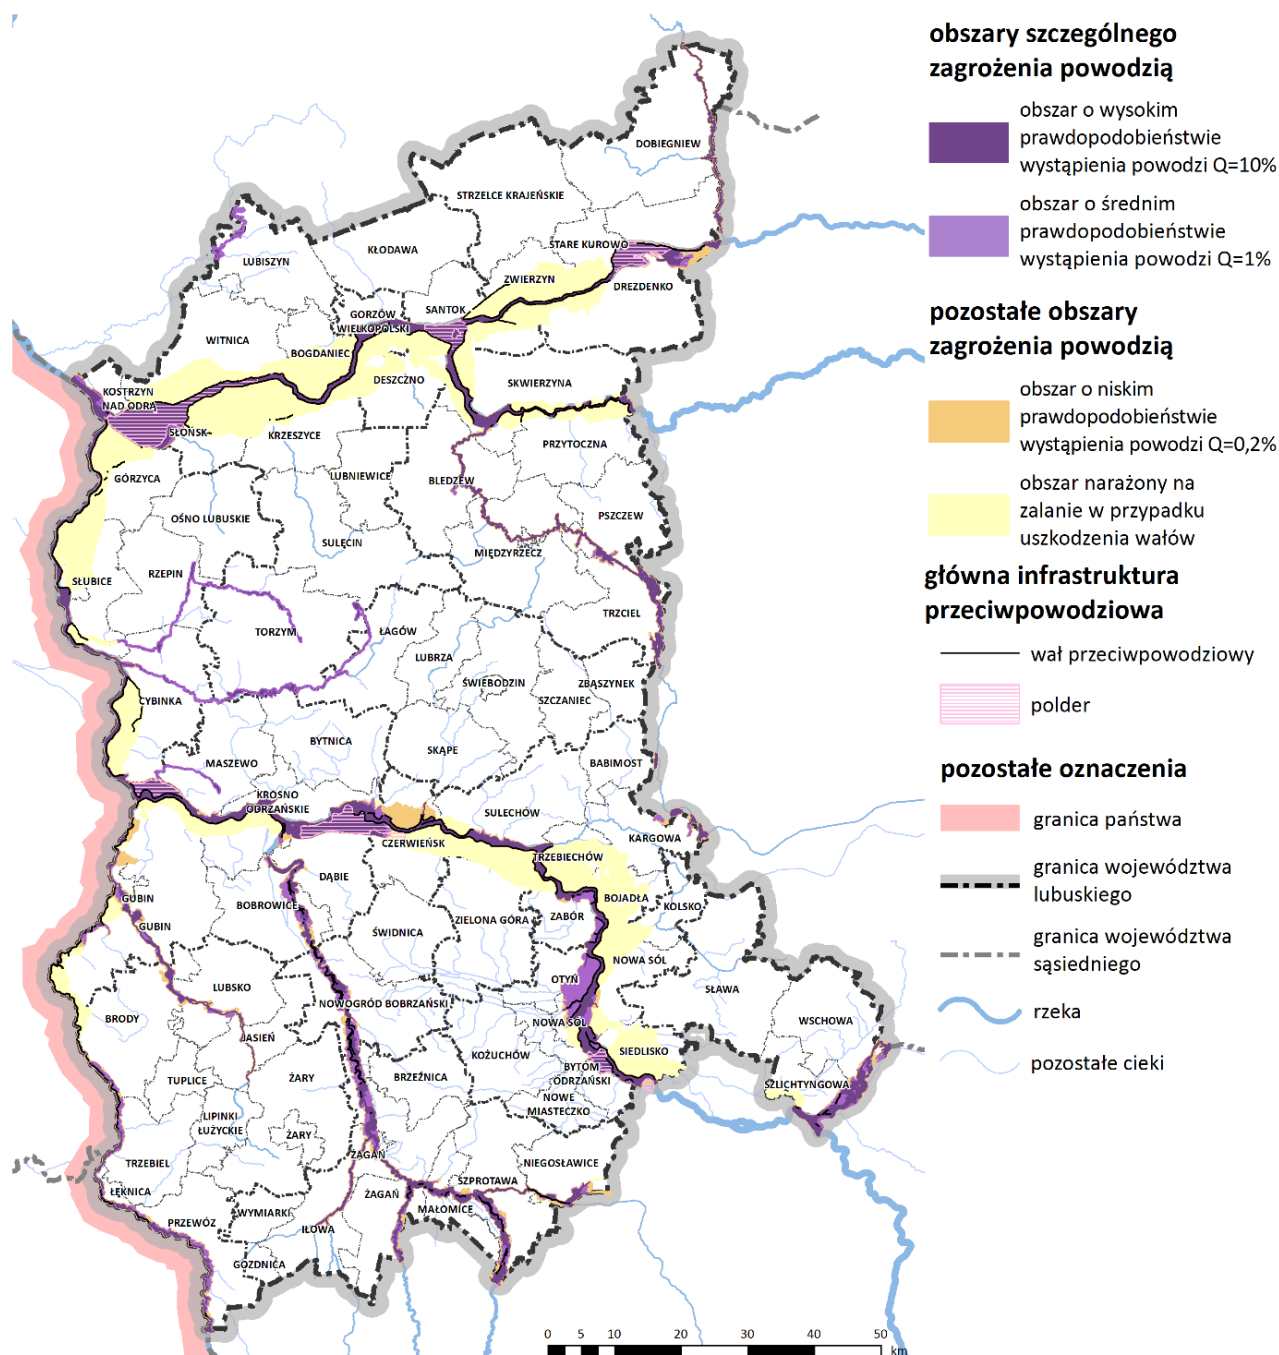 obszary szczególnego
zagrożenia powodzią
obszar o wysokim
prawdopodobieństwie
wystąpienia powodzi Q=10%
obszar o średnim
prawdopodobieństwie
wystąpienia powodzi Q=1%
pozostałe obszary
zagrożenia powodzią
obszar o niskim
prawdopodobieństwie
wystąpienia powodzi Q=0,2%
obszar narażony na
zalanie w przypadku
uszkodzenia wałów
główna infrastruktura
przeciwpowodziowa
wał przeciwpowodziowy
polder
pozostałe oznaczenia
granica państwa
granica województwa
lubuskiego
granica województwa
sąsiedniego
rzeka
pozostałe cieki
DOBIEGNIEW
STRZELCE KRAJEŃSKIE
STARE KUROWO
KŁODAWA
LUBISZYN
ZWIERZYN
DREZDENKO
SANTOK
GORZÓW
WIELKOPOLSKI
WITNICA
BOGDANIEC
DESZCZNO
SKWIERZYNA
KOSTRZYN
NAD ODRĄ
SŁOŃSK
KRZESZYCE
PRZYTOCZNA
GÓRZYCA
LUBNIEWICE
BLEDZEW
OŚNO LUBUSKIE
PSZCZEW
SULĘCIN
MIĘDZYRZECZ
SŁUBICE
RZEPIN
TRZCIEL
TORZYM
ŁAGÓW
LUBRZA
ŚWIEBODZIN
ZBĄSZYNEK
SZCZANIEC
CYBINKA
BYTNICA
SKĄPE
MASZEWO
BABIMOST
KROSNO
ODRZAŃSKIE
SULECHÓW
KARGOWA
CZERWIEŃSK
TRZEBIECHÓW
DĄBIE
GUBIN
BOBROWICE
BOJADŁA
KOLSKO
ZABÓR
ZIELONA GÓRA
GUBIN
ŚWIDNICA
NOWA SÓL
OTYŃ
LUBSKO
SŁAWA
NOWOGRÓD BOBRZAŃSKI
BRODY
NOWA SÓL
WSCHOWA
JASIEŃ
KOŻUCHÓW
SIEDLISKO
BYTOM
ODRZAŃSKI
TUPLICE
ŻARY
BRZEŹNICA
SZLICHTYNGOWA
NOWE
MIASTECZKO
LIPINKI
ŁUŻYCKIE
ŻARY
ŻAGAŃ
TRZEBIEL
NIEGOSŁAWICE
ŁĘKNICA
ŻAGAŃ
SZPROTAWA
MAŁOMICE
WYMIARKI
PRZEWÓZ
IŁOWA
GOZDNICA
0 5 10 20 30 40 50
km